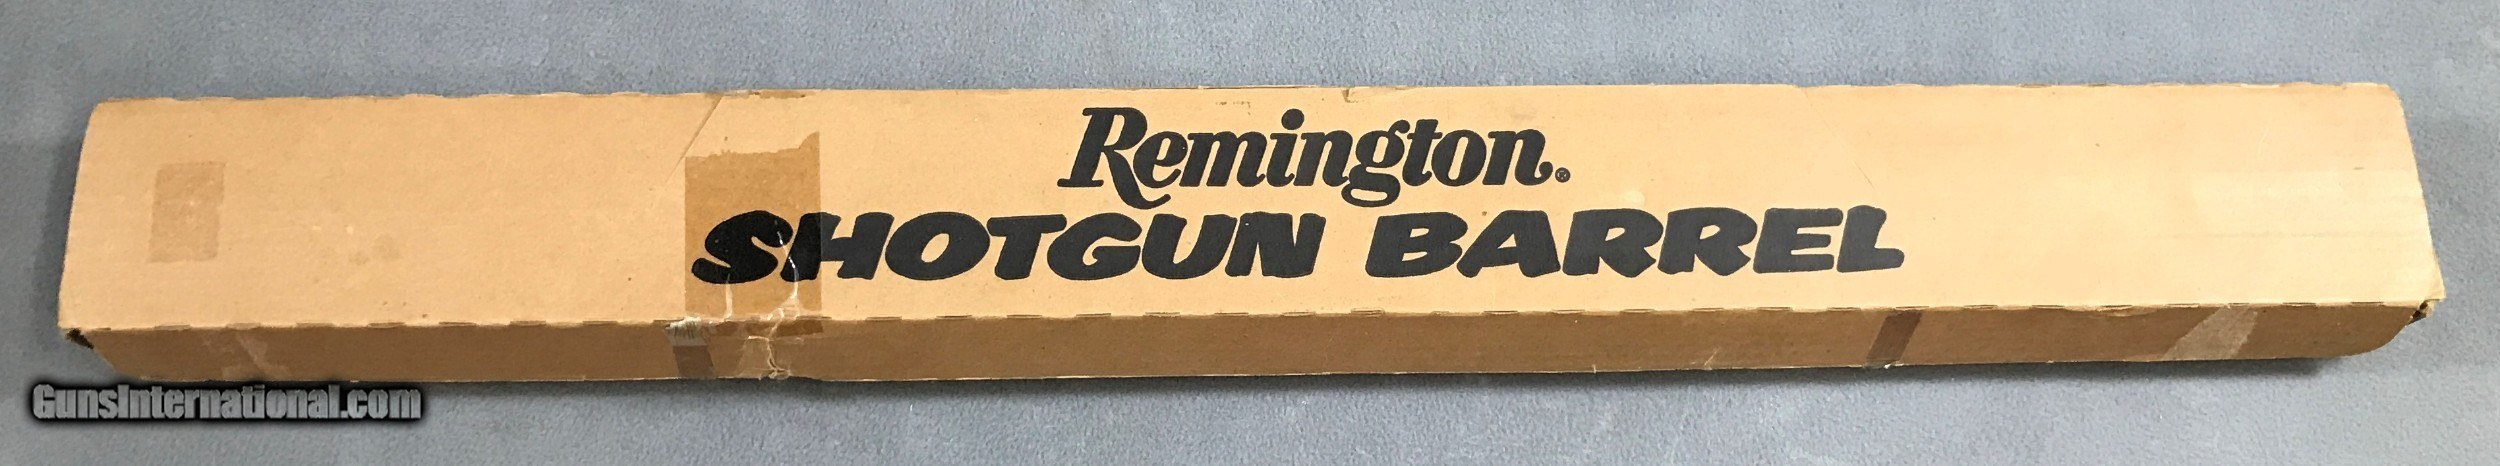 Remington®
SHOTGUN BARREL
GunsInternational.com